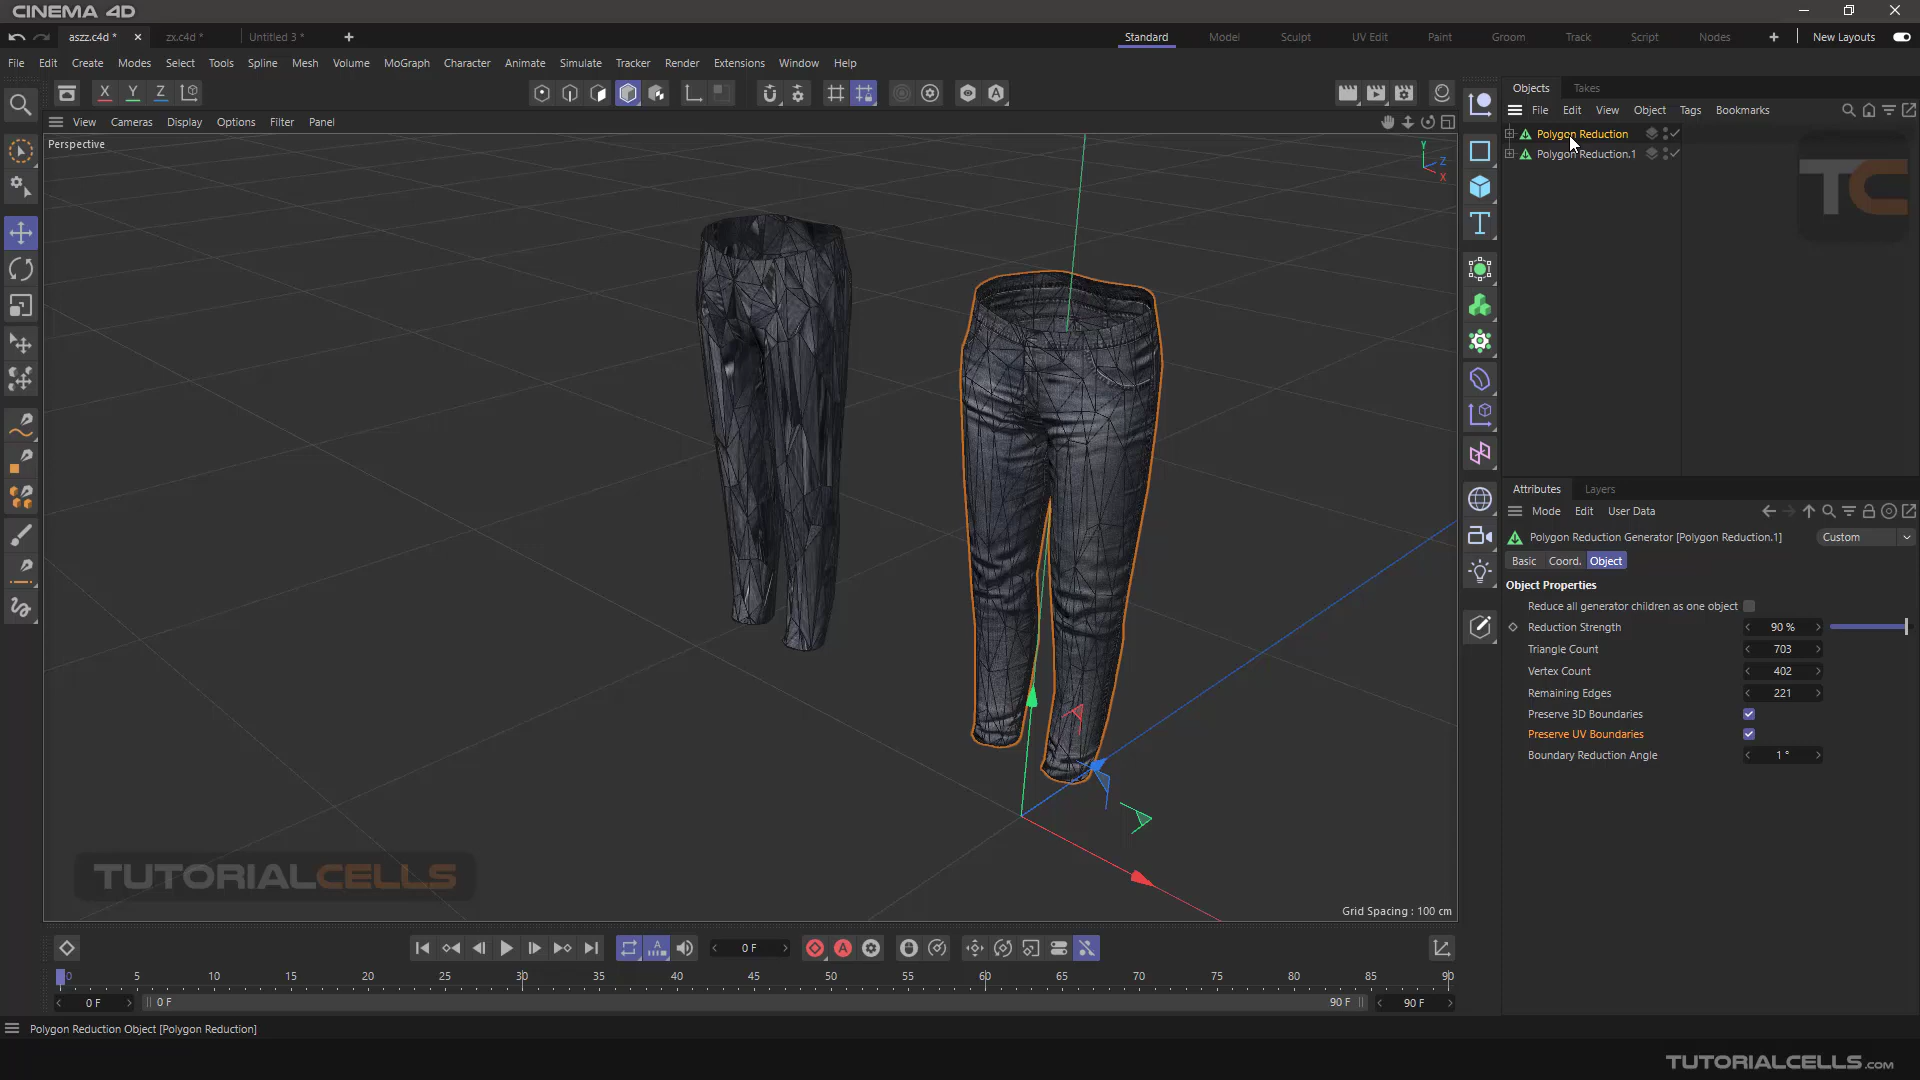 CINEMA 4D
aszz.c4d *
zx.c4d *
Untitled 3 *
Standard
Model
Sculpt
UV Edit
Paint
Groom
Track
Script
Nodes
New Layouts
File Edit Create Modes Select Tools Spline Mesh Volume MoGraph Character Animate Simulate Tracker Render Extensions Window Help
X Y Z
View Cameras Display Options Filter Panel
Perspective
Y
Z
X
Objects Takes
File Edit View Object Tags Bookmarks
Polygon Reduction
Polygon Reduction.1
TC
Attributes Layers
Mode Edit User Data
Polygon Reduction Generator [Polygon Reduction.1]
Custom
Basic Coord. Object
Object Properties
Reduce all generator children as one object
Reduction Strength 90 %
Triangle Count 703
Vertex Count 402
Remaining Edges 221
Preserve 3D Boundaries
Preserve UV Boundaries
Boundary Reduction Angle 1 °
TUTORIALCELLS
Grid Spacing : 100 cm
0 F
0 5 10 15 20 25 30 35 40 45 50 55 60 65 70 75 80 85 90
0 F
0 F
90 F
90 F
Polygon Reduction Object [Polygon Reduction]
TUTORIALCELLS.com